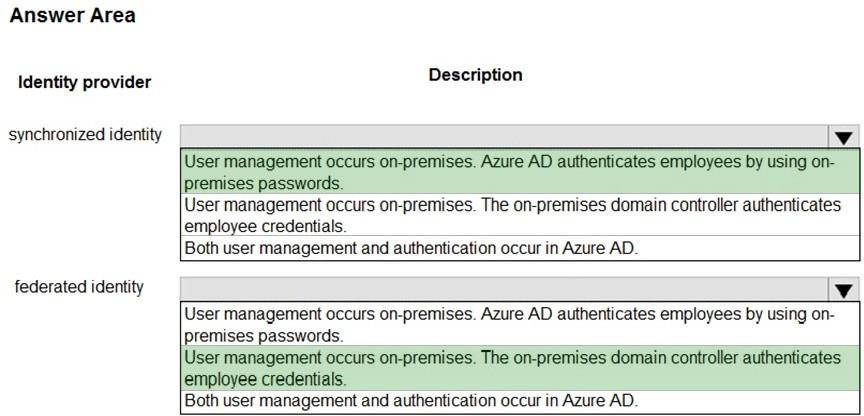 Answer Area
Identity provider
Description
synchronized identity
User management occurs on-premises. Azure AD authenticates employees by using on-
premises passwords.
User management occurs on-premises. The on-premises domain controller authenticates
employee credentials.
Both user management and authentication occur in Azure AD.
federated identity
User management occurs on-premises. Azure AD authenticates employees by using on-
premises passwords.
User management occurs on-premises. The on-premises domain controller authenticates
employee credentials.
Both user management and authentication occur in Azure AD.